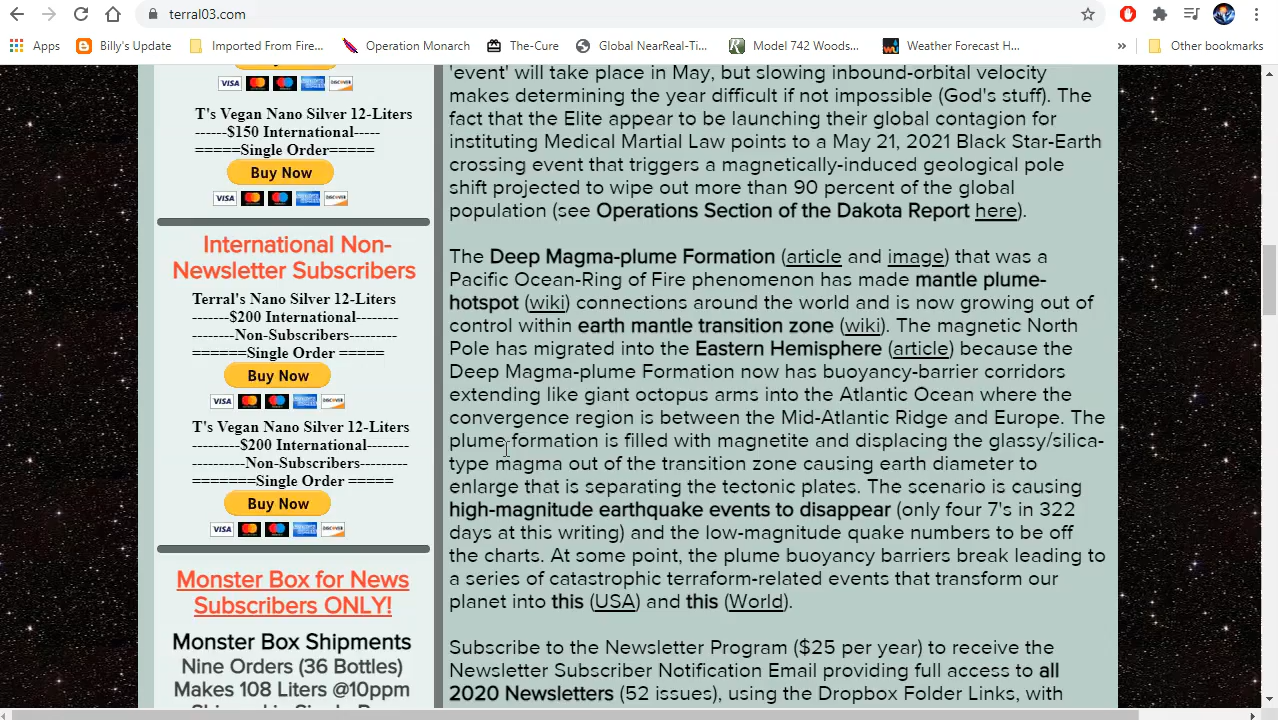 terral03.com
Apps
Billy's Update
Imported From Fire...
Operation Monarch
The-Cure
Global NearReal-Ti...
Model 742 Woods...
Weather Forecast H...
»
Other bookmarks
VISA DISCOVER
T's Vegan Nano Silver 12-Liters
------$150 International-----
=====Single Order=====
Buy Now
VISA DISCOVER
International Non-
Newsletter Subscribers
Terral's Nano Silver 12-Liters
-------$200 International--------
--------Non-Subscribers---------
======Single Order =====
Buy Now
VISA DISCOVER
T's Vegan Nano Silver 12-Liters
---------$200 International--------
----------Non-Subscribers--------
=======Single Order =====
Buy Now
VISA DISCOVER
Monster Box for News
Subscribers ONLY!
Monster Box Shipments
Nine Orders (36 Bottles)
Makes 108 Liters @10ppm
'event' will take place in May, but slowing inbound-orbital velocity
makes determining the year difficult if not impossible (God's stuff). The
fact that the Elite appear to be launching their global contagion for
instituting Medical Martial Law points to a May 21, 2021 Black Star-Earth
crossing event that triggers a magnetically-induced geological pole
shift projected to wipe out more than 90 percent of the global
population (see Operations Section of the Dakota Report here).
The Deep Magma-plume Formation (article and image) that was a
Pacific Ocean-Ring of Fire phenomenon has made mantle plume-
hotspot (wiki) connections around the world and is now growing out of
control within earth mantle transition zone (wiki). The magnetic North
Pole has migrated into the Eastern Hemisphere (article) because the
Deep Magma-plume Formation now has buoyancy-barrier corridors
extending like giant octopus arms into the Atlantic Ocean where the
convergence region is between the Mid-Atlantic Ridge and Europe. The
plume formation is filled with magnetite and displacing the glassy/silica-
type magma out of the transition zone causing earth diameter to
enlarge that is separating the tectonic plates. The scenario is causing
high-magnitude earthquake events to disappear (only four 7's in 322
days at this writing) and the low-magnitude quake numbers to be off
the charts. At some point, the plume buoyancy barriers break leading to
a series of catastrophic terraform-related events that transform our
planet into this (USA) and this (World).
Subscribe to the Newsletter Program ($25 per year) to receive the
Newsletter Subscriber Notification Email providing full access to all
2020 Newsletters (52 issues), using the Dropbox Folder Links, with